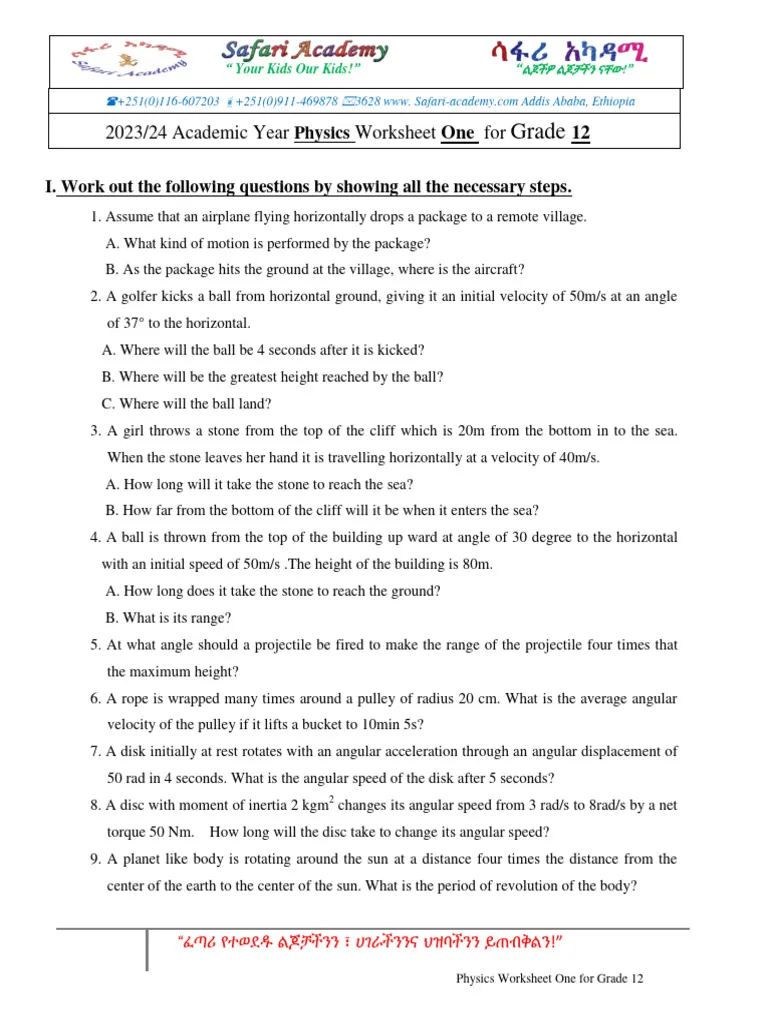 ሳፋሪ አካዳሚ
Safari Academy
Safari Academy
“Your Kids Our Kids!”
ሳፋሪ አካዳሚ
“ልጆችዎ ልጆቻችን ናቸው!”
+251(0)116-607203 +251(0)911-469878 3628 www. Safari-academy.com Addis Ababa, Ethiopia
2023/24 Academic Year Physics Worksheet One for Grade 12
I. Work out the following questions by showing all the necessary steps.
1. Assume that an airplane flying horizontally drops a package to a remote village.
A. What kind of motion is performed by the package?
B. As the package hits the ground at the village, where is the aircraft?
2. A golfer kicks a ball from horizontal ground, giving it an initial velocity of 50m/s at an angle
of 37° to the horizontal.
A. Where will the ball be 4 seconds after it is kicked?
B. Where will be the greatest height reached by the ball?
C. Where will the ball land?
3. A girl throws a stone from the top of the cliff which is 20m from the bottom in to the sea.
When the stone leaves her hand it is travelling horizontally at a velocity of 40m/s.
A. How long will it take the stone to reach the sea?
B. How far from the bottom of the cliff will it be when it enters the sea?
4. A ball is thrown from the top of the building up ward at angle of 30 degree to the horizontal
with an initial speed of 50m/s .The height of the building is 80m.
A. How long does it take the stone to reach the ground?
B. What is its range?
5. At what angle should a projectile be fired to make the range of the projectile four times that
the maximum height?
6. A rope is wrapped many times around a pulley of radius 20 cm. What is the average angular
velocity of the pulley if it lifts a bucket to 10min 5s?
7. A disk initially at rest rotates with an angular acceleration through an angular displacement of
50 rad in 4 seconds. What is the angular speed of the disk after 5 seconds?
8. A disc with moment of inertia 2 kgm² changes its angular speed from 3 rad/s to 8rad/s by a net
torque 50 Nm. How long will the disc take to change its angular speed?
9. A planet like body is rotating around the sun at a distance four times the distance from the
center of the earth to the center of the sun. What is the period of revolution of the body?
“ፈጣሪ የተወደዱ ልጆቻችንን ፣ ሀገራችንንና ህዝባችንን ይጠብቅልን!”
Physics Worksheet One for Grade 12